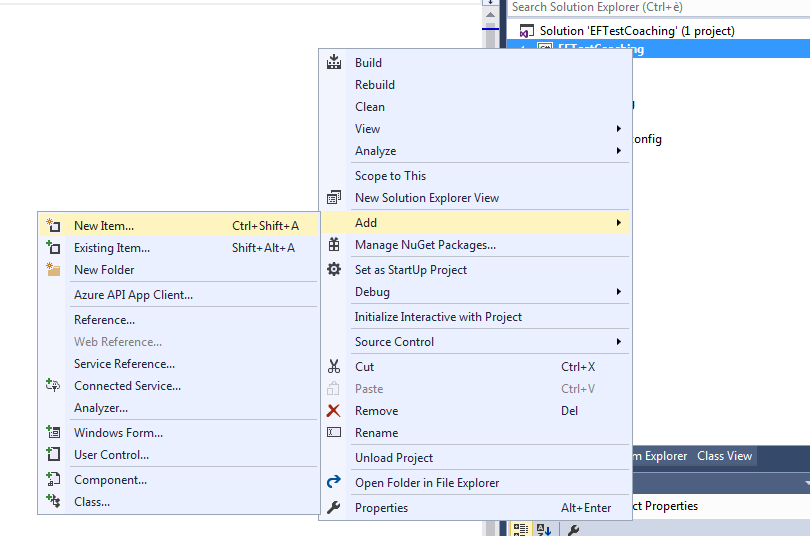 Search Solution Explorer (Ctrl+è)
Solution 'EFTestCoaching' (1 project)
EFTestCoaching
Build
Rebuild
Clean
View
onfig
Analyze
Scope to This
New Solution Explorer View
Add
Manage NuGet Packages...
Set as StartUp Project
Debug
Initialize Interactive with Project
Source Control
Cut Ctrl+X
Paste Ctrl+V
Remove Del
Rename
Unload Project
Open Folder in File Explorer
Properties Alt+Enter
New Item... Ctrl+Shift+A
Existing Item... Shift+Alt+A
New Folder
Azure API App Client...
Reference...
Web Reference...
Service Reference...
Connected Service...
Analyzer...
Windows Form...
User Control...
Component...
Class...
m Explorer Class View
ct Properties